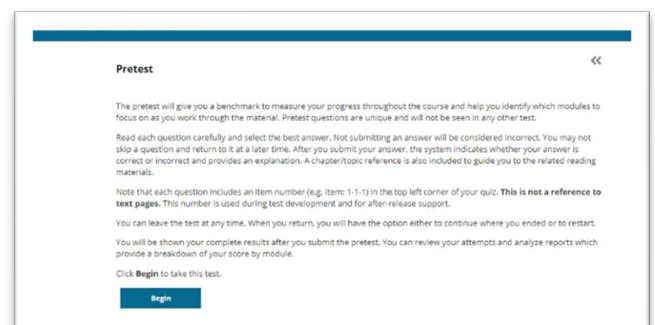 Pretest
The pretest will give you a benchmark to measure your progress throughout the course and help you identify which modules to
focus on as you work through the material. Pretest questions are unique and will not be seen in any other test.
Read each question carefully and select the best answer. Not submitting an answer will be considered incorrect. You may not
skip a question and return to it at a later time. After you submit your answer, the system indicates whether your answer is
correct or incorrect and provides an explanation. A chapter/topic reference is also included to guide you to the related reading
materials.
Note that each question includes an item number (e.g. Item: 1-1-1) in the top left corner of your quiz. This is not a reference to
text pages. This number is used during test development and for after-release support.
You can leave the test at any time. When you return, you will have the option either to continue where you ended or to restart.
You will be shown your complete results after you submit the pretest. You can review your attempts and analyze reports which
provide a breakdown of your score by module.
Click Begin to take this test.
Begin